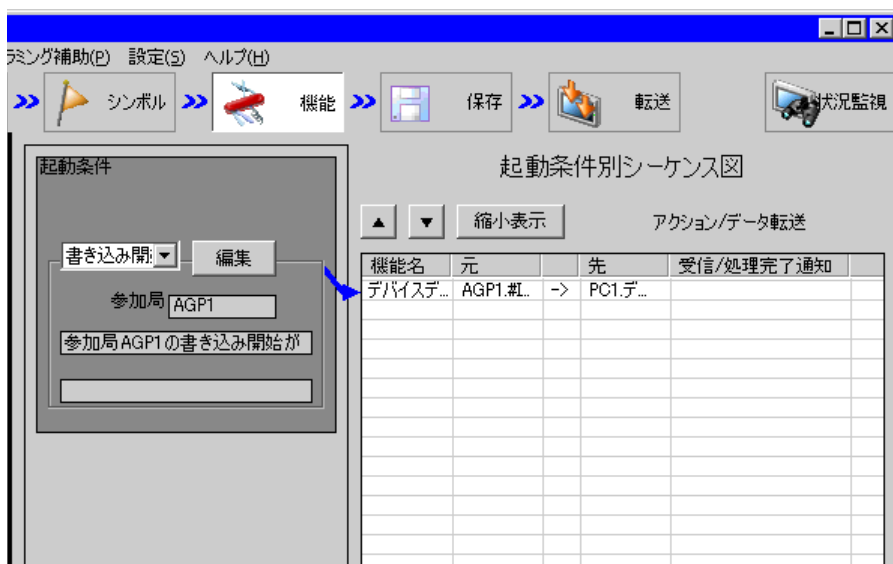 ラミング補助(P) 設定(S) ヘルプ(H)
シンボル 機能 保存 転送 状況監視
起動条件
起動条件別シーケンス図
縮小表示 アクション/データ転送
書き込み開 編集
参加局 AGP1
参加局AGP1の書き込み開始が
機能名 元 先 受信/処理完了通知
デバイスデ... AGP1.#I... -> PC1.デ...